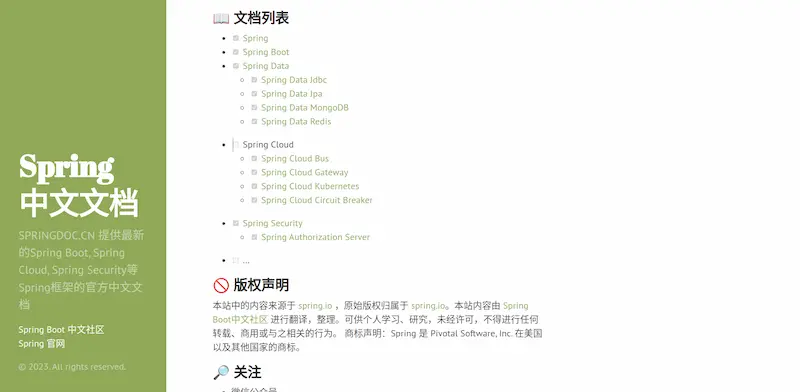 Spring
中文文档
SPRINGDOC.CN 提供最新
的Spring Boot, Spring
Cloud, Spring Security等
Spring框架的官方中文文
档
Spring Boot 中文社区
Spring 官网
© 2023. All rights reserved.
文档列表
Spring
Spring Boot
Spring Data
Spring Data Jdbc
Spring Data Jpa
Spring Data MongoDB
Spring Data Redis
Spring Cloud
Spring Cloud Bus
Spring Cloud Gateway
Spring Cloud Kubernetes
Spring Cloud Circuit Breaker
Spring Security
Spring Authorization Server
...
版权声明
本站中的内容来源于 spring.io ，原始版权归属于 spring.io。本站内容由 Spring
Boot中文社区 进行翻译，整理。可供个人学习、研究，未经许可，不得进行任何
转载、商用或与之相关的行为。 商标声明：Spring 是 Pivotal Software, Inc. 在美国
以及其他国家的商标。
关注
微信公众号